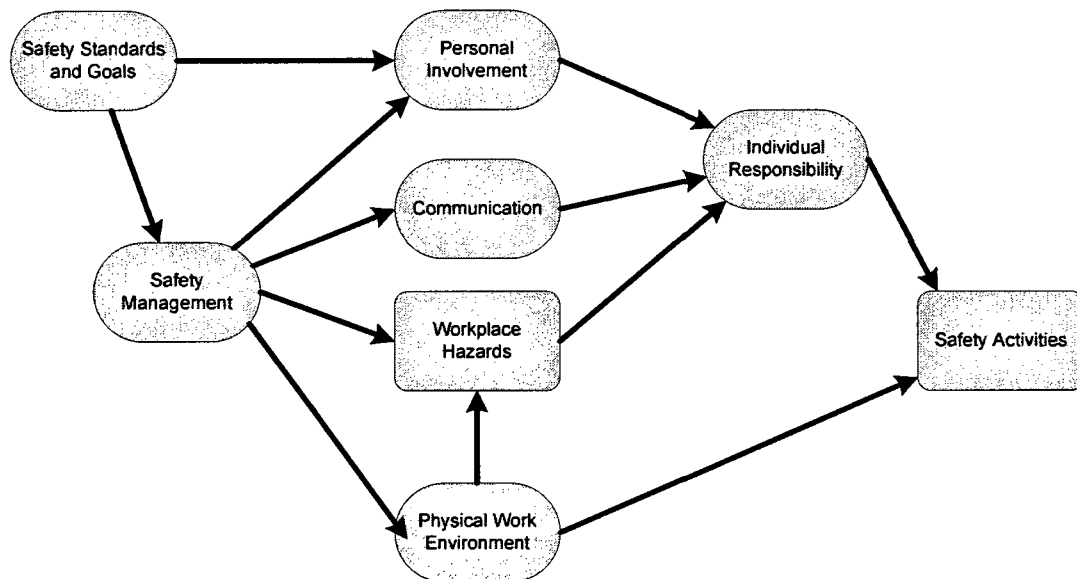 Safety Standards
and Goals
Personal
Involvement
Individual
Responsibility
Communication
Safety
Management
Workplace
Hazards
Safety Activities
Physical Work
Environment